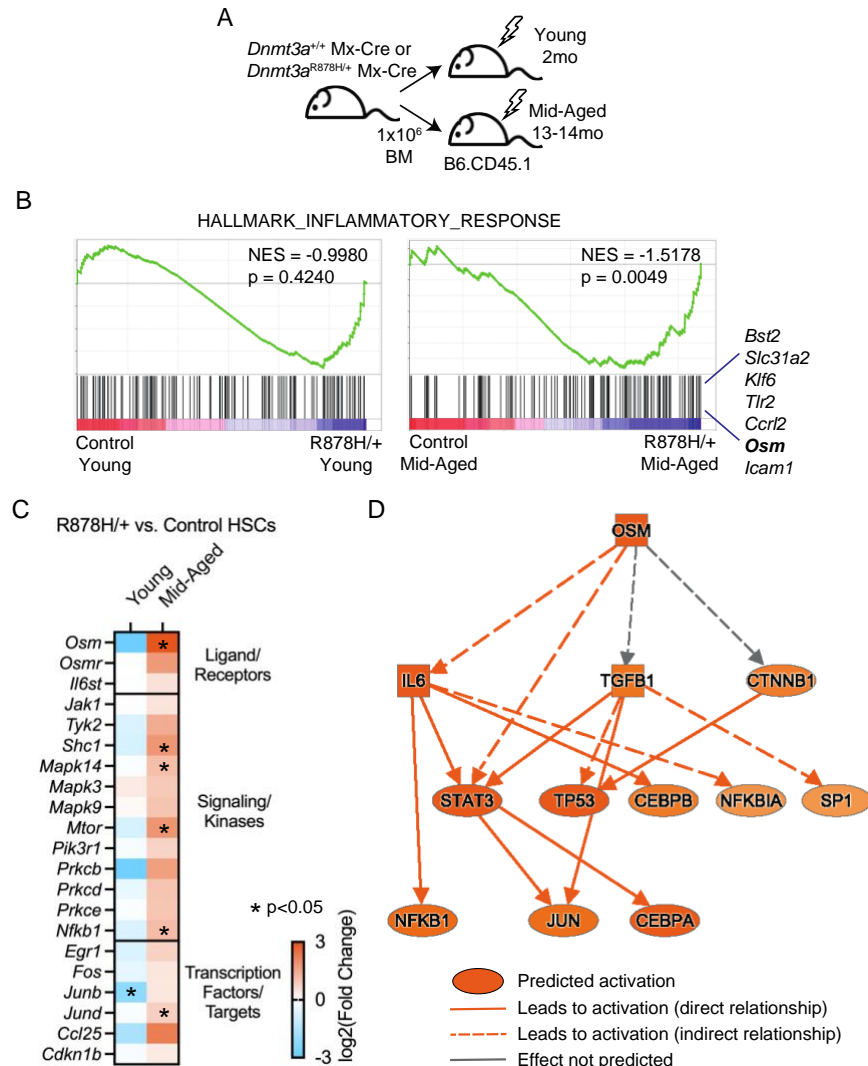 A
Dnmt3a+/+ Mx-Cre or
Dnmt3aR878H/+ Mx-Cre
1x10⁶
BM
Young
2mo
Mid-Aged
13-14mo
B6.CD45.1
B
HALLMARK_INFLAMMATORY_RESPONSE
NES = -0.9980
p = 0.4240
Control
Young
R878H/+
Young
NES = -1.5178
p = 0.0049
Control
Mid-Aged
R878H/+
Mid-Aged
Bst2
Slc31a2
Klf6
Tlr2
Ccrl2
Osm
Icam1
C
R878H/+ vs. Control HSCs
Young
Mid-Aged
Osm *
Osmr
Il6st
Ligand/
Receptors
Jak1
Tyk2
Shc1 *
Mapk14 *
Mapk3
Mapk9
Mtor *
Pik3r1
Prkcb
Prkcd
Prkce
Nfkb1 *
Signaling/
Kinases
Egr1
Fos
Junb *
Jund *
Ccl25
Cdkn1b
Transcription
Factors/
Targets
* p<0.05
3
0
-3
log2(Fold Change)
D
OSM
IL6
TGFB1
CTNNB1
STAT3
TP53
CEBPB
NFKBIA
SP1
NFKB1
JUN
CEBPA
Predicted activation
Leads to activation (direct relationship)
Leads to activation (indirect relationship)
Effect not predicted